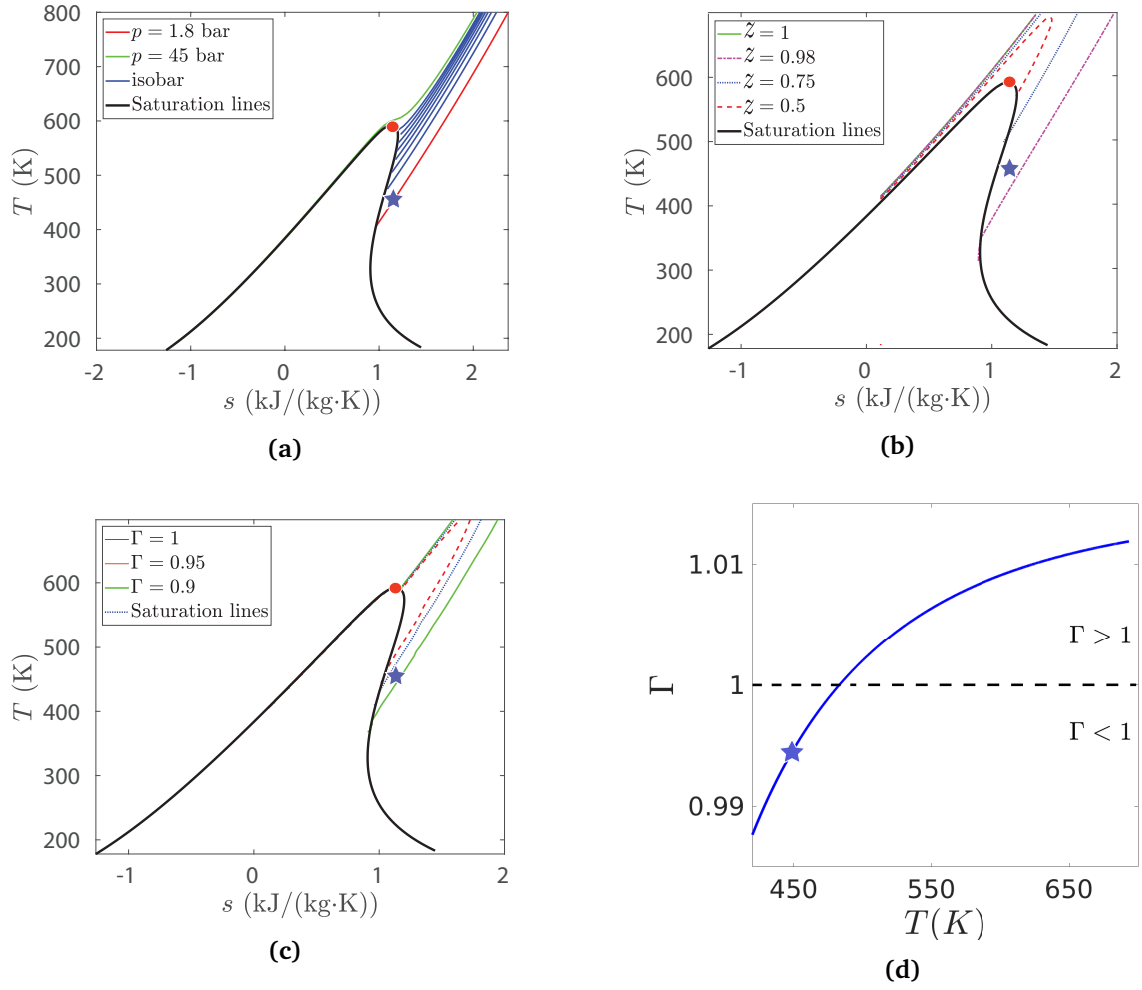 800
700
600
500
400
300
200
-2
-1
0
1
2
T (K)
s (kJ/(kg·K))
p = 1.8 bar
p = 45 bar
isobar
Saturation lines
(a)
600
500
400
300
200
-1
0
1
2
T (K)
s (kJ/(kg·K))
z = 1
z = 0.98
z = 0.75
z = 0.5
Saturation lines
(b)
600
500
400
300
200
-1
0
1
2
T (K)
s (kJ/(kg·K))
Γ = 1
Γ = 0.95
Γ = 0.9
Saturation lines
(c)
1.01
1
0.99
Γ
Γ > 1
Γ < 1
450
550
650
T(K)
(d)